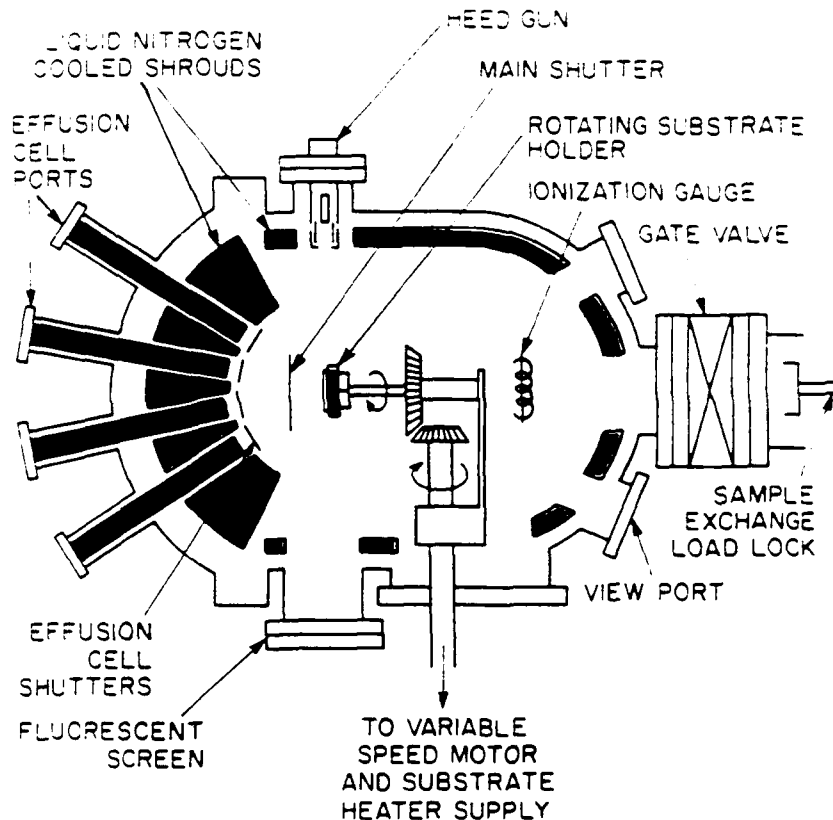 HEED GUN
LIQUID NITROGEN
COOLED SHROUDS
MAIN SHUTTER
EFFUSION
CELL
PORTS
ROTATING SUBSTRATE
HOLDER
IONIZATION GAUGE
GATE VALVE
SAMPLE
EXCHANGE
LOAD LOCK
VIEW PORT
EFFUSION
CELL
SHUTTERS
FLUCRESCENT
SCREEN
TO VARIABLE
SPEED MOTOR
AND SUBSTRATE
HEATER SUPPLY